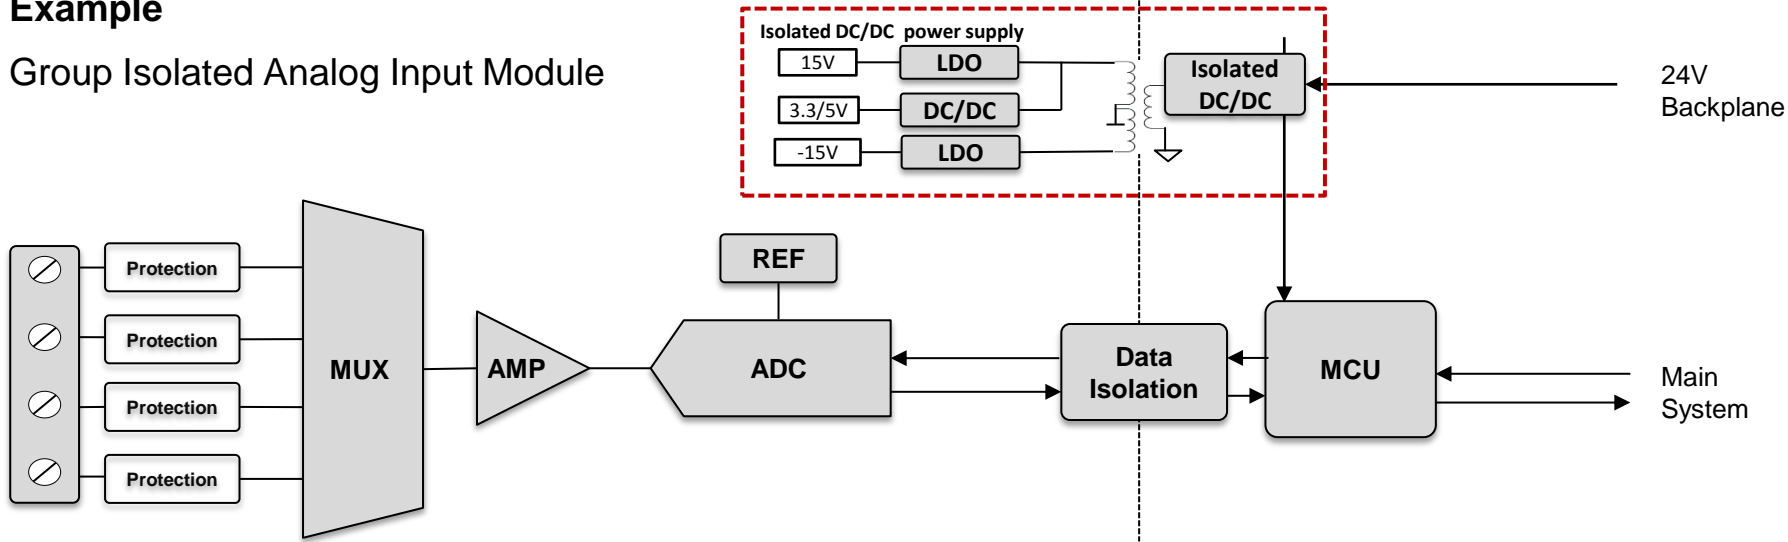 Example
Group Isolated Analog Input Module
Isolated DC/DC power supply
15V
LDO
3.3/5V
DC/DC
-15V
LDO
Isolated
DC/DC
24V
Backplane
Protection
Protection
Protection
Protection
MUX
AMP
REF
ADC
Data
Isolation
MCU
Main
System